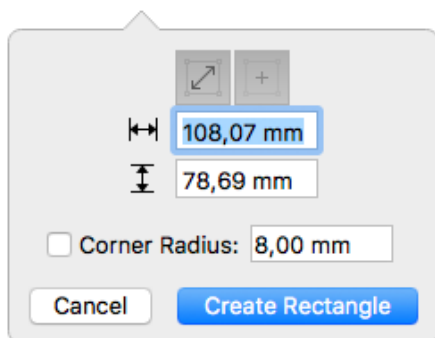 108,07 mm
78,69 mm
Corner Radius: 8,00 mm
Cancel Create Rectangle